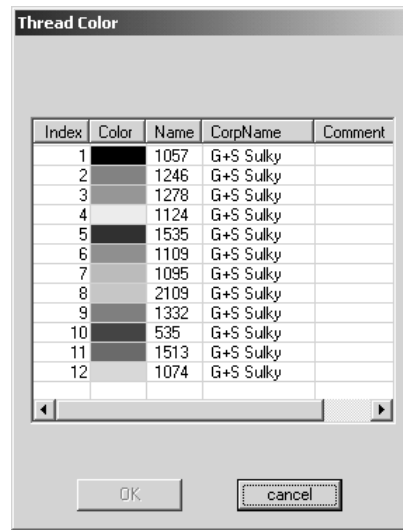 Thread Color
Index Color Name CorpName Comment
1 1057 G+S Sulky
2 1246 G+S Sulky
3 1278 G+S Sulky
4 1124 G+S Sulky
5 1535 G+S Sulky
6 1109 G+S Sulky
7 1095 G+S Sulky
8 2109 G+S Sulky
9 1332 G+S Sulky
10 535 G+S Sulky
11 1513 G+S Sulky
12 1074 G+S Sulky
OK cancel